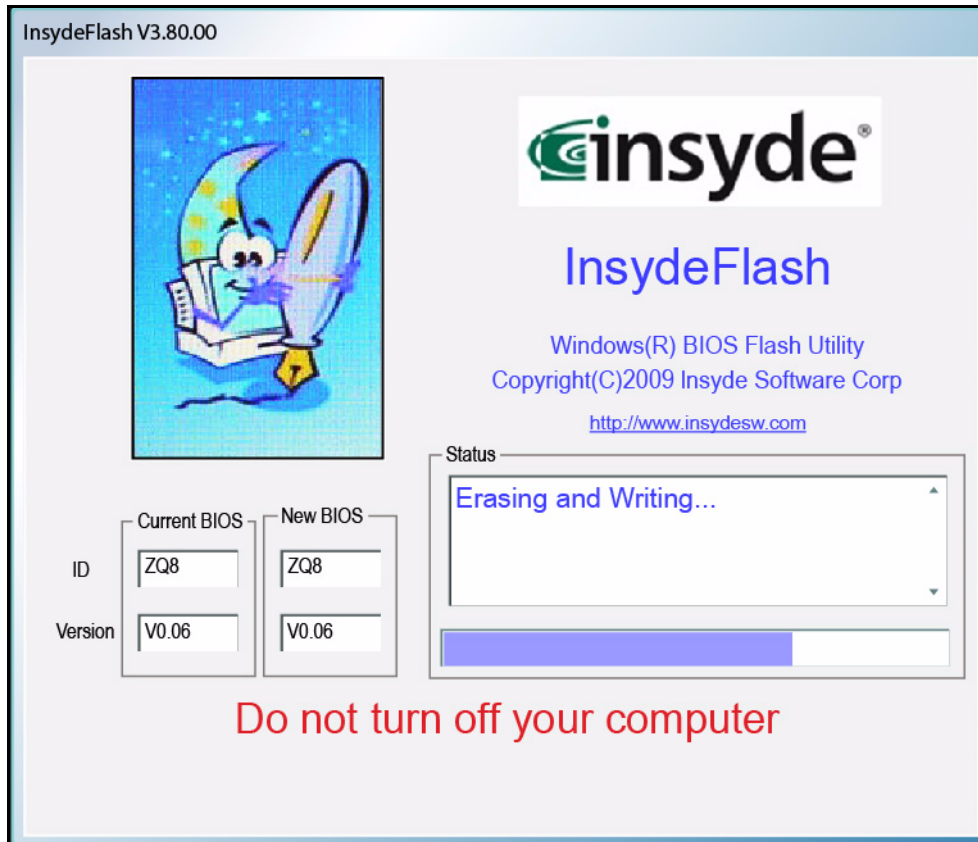 InsydeFlash V3.80.00
insyde®
InsydeFlash
Windows(R) BIOS Flash Utility
Copyright(C)2009 Insyde Software Corp
http://www.insydesw.com
Status
Erasing and Writing...
Current BIOS
New BIOS
ID
ZQ8
ZQ8
Version
V0.06
V0.06
Do not turn off your computer